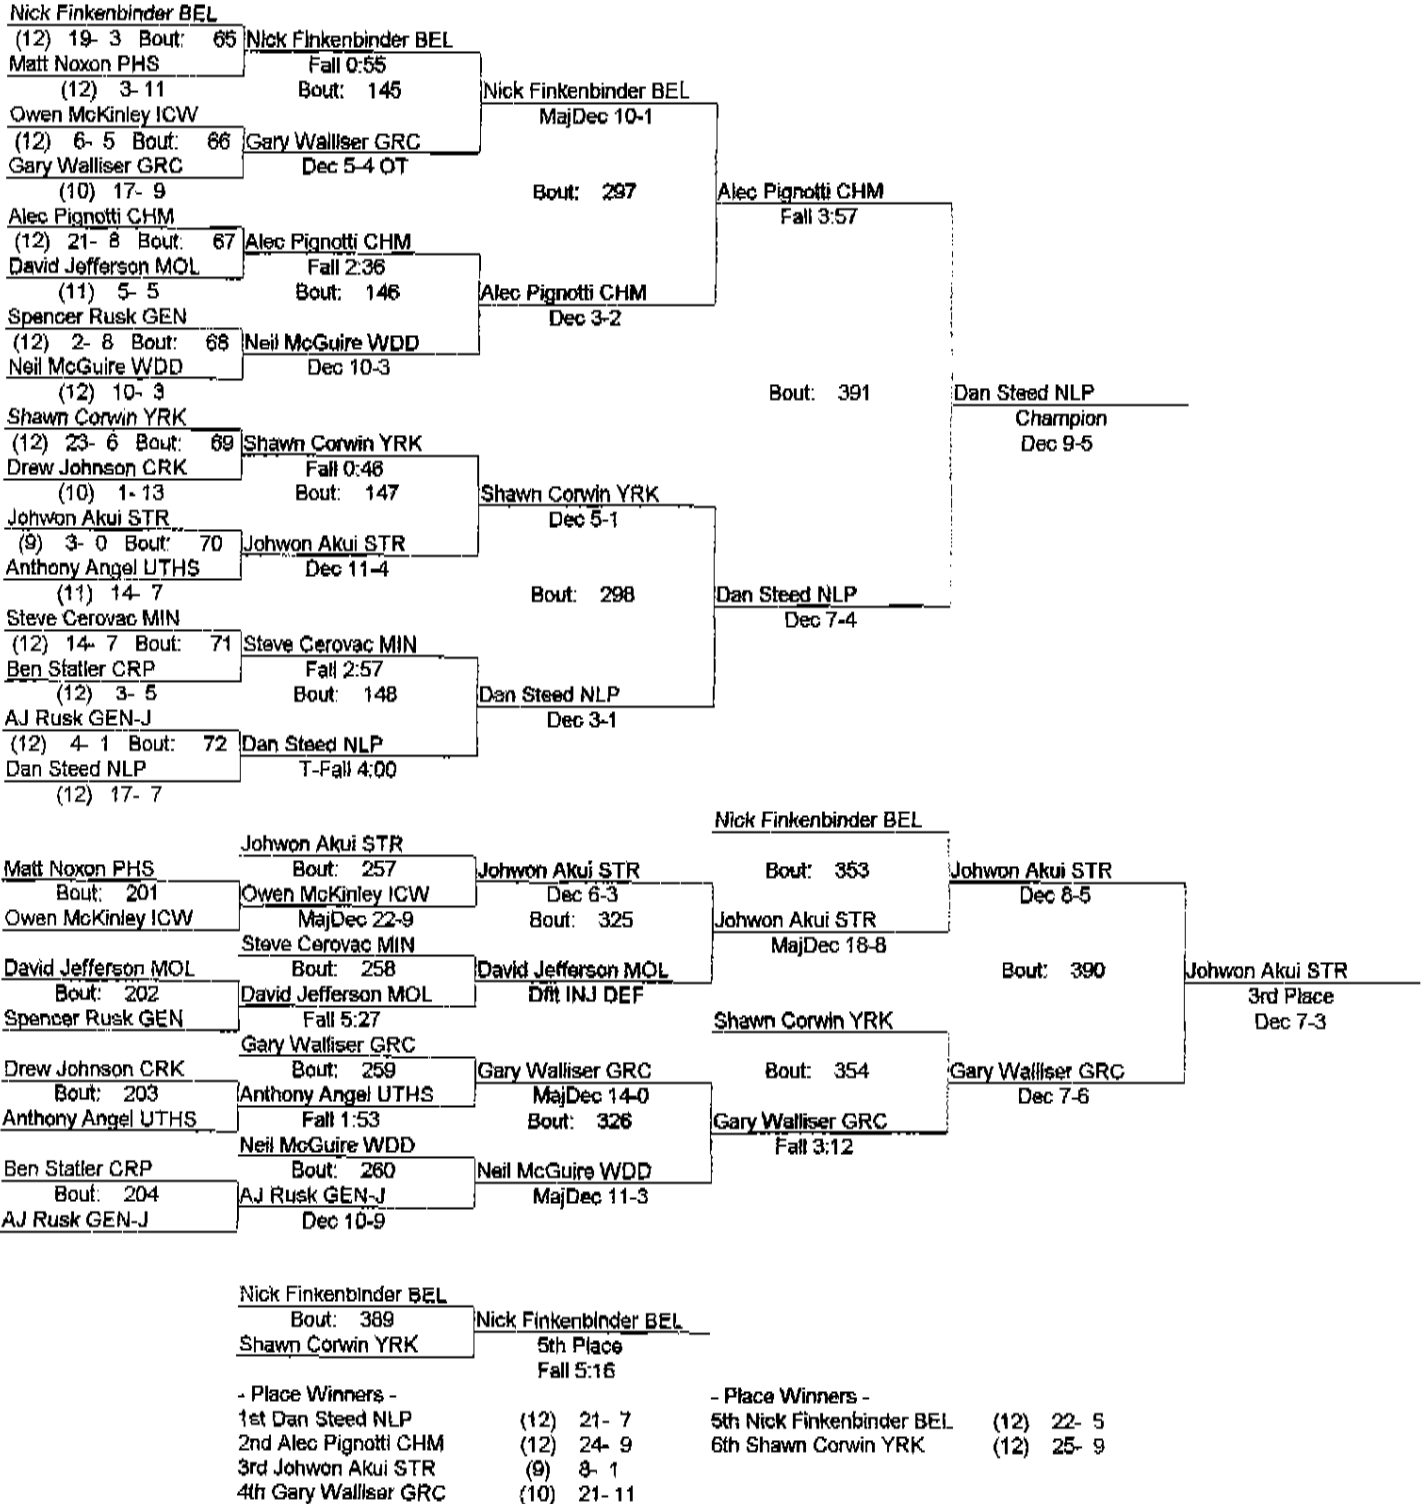 Nick Finkenbinder BEL
(12) 19- 3 Bout: 65 Nick Finkenbinder BEL
Matt Noxon PHS Fall 0:55
(12) 3- 11 Bout: 145 Nick Finkenbinder BEL
Owen McKinley ICW MajDec 10-1
(12) 6- 5 Bout: 66 Gary Walliser GRC
Gary Walliser GRC Dec 5-4 OT
(10) 17- 9 Bout: 297 Alec Pignotti CHM
Alec Pignotti CHM Fall 3:57
(12) 21- 8 Bout: 67 Alec Pignotti CHM
David Jefferson MOL Fall 2:36
(11) 5- 5 Bout: 146 Alec Pignotti CHM
Spencer Rusk GEN Dec 3-2
(12) 2- 8 Bout: 68 Neil McGuire WDD
Neil McGuire WDD Dec 10-3
(12) 10- 3 Bout: 391 Dan Steed NLP
Shawn Corwin YRK Champion
(12) 23- 6 Bout: 69 Shawn Corwin YRK Dec 9-5
Drew Johnson CRK Fall 0:46
(10) 1- 13 Bout: 147 Shawn Corwin YRK
Johwon Akui STR Dec 5-1
(9) 3- 0 Bout: 70 Johwon Akui STR
Anthony Angel UTHS Dec 11-4
(11) 14- 7 Bout: 298 Dan Steed NLP
Steve Cerovac MIN Dec 7-4
(12) 14- 7 Bout: 71 Steve Cerovac MIN
Ben Statler CRP Fall 2:57
(12) 3- 5 Bout: 148 Dan Steed NLP
AJ Rusk GEN-J Dec 3-1
(12) 4- 1 Bout: 72 Dan Steed NLP
Dan Steed NLP T-Fall 4:00
(12) 17- 7
Nick Finkenbinder BEL
Johwon Akui STR
Matt Noxon PHS Bout: 257 Johwon Akui STR Bout: 353 Johwon Akui STR
Bout: 201 Owen McKinley ICW Dec 6-3 Dec 8-5
Owen McKinley ICW MajDec 22-9 Bout: 325 Johwon Akui STR
Steve Cerovac MIN MajDec 18-8
David Jefferson MOL Bout: 258 David Jefferson MOL Bout: 390 Johwon Akui STR
Bout: 202 David Jefferson MOL Dflt INJ DEF 3rd Place
Spencer Rusk GEN Fall 5:27 Shawn Corwin YRK Dec 7-3
Gary Walliser GRC
Drew Johnson CRK Bout: 259 Gary Walliser GRC Bout: 354 Gary Walliser GRC
Bout: 203 Anthony Angel UTHS MajDec 14-0 Dec 7-6
Anthony Angel UTHS Fall 1:53 Bout: 326 Gary Walliser GRC
Neil McGuire WDD Fall 3:12
Ben Statler CRP Bout: 260 Neil McGuire WDD
Bout: 204 AJ Rusk GEN-J MajDec 11-3
AJ Rusk GEN-J Dec 10-9
Nick Finkenbinder BEL
Bout: 389 Nick Finkenbinder BEL
Shawn Corwin YRK 5th Place
Fall 5:16
- Place Winners - - Place Winners -
1st Dan Steed NLP (12) 21- 7 5th Nick Finkenbinder BEL (12) 22- 5
2nd Alec Pignotti CHM (12) 24- 9 6th Shawn Corwin YRK (12) 25- 9
3rd Johwon Akui STR (9) 8- 1
4th Gary Walliser GRC (10) 21- 11